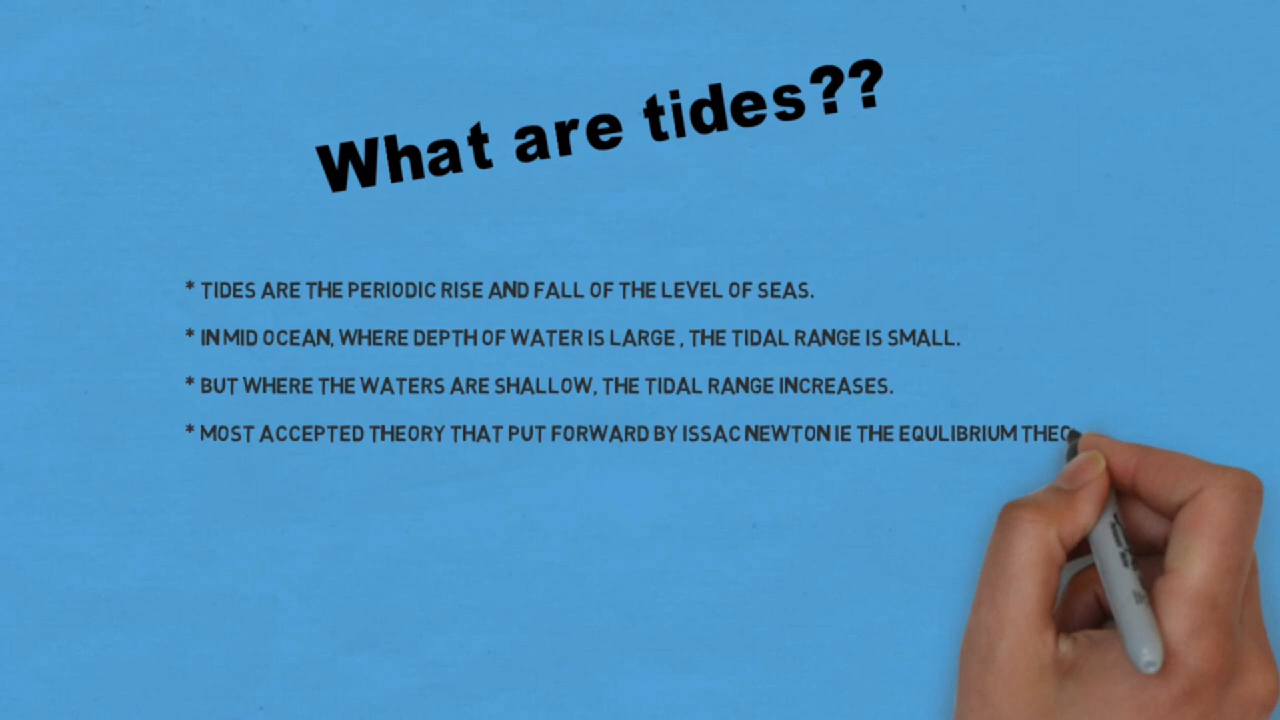 What are tides??
* TIDES ARE THE PERIODIC RISE AND FALL OF THE LEVEL OF SEAS.
* IN MID OCEAN, WHERE DEPTH OF WATER IS LARGE , THE TIDAL RANGE IS SMALL.
* BUT WHERE THE WATERS ARE SHALLOW, THE TIDAL RANGE INCREASES.
* MOST ACCEPTED THEORY THAT PUT FORWARD BY ISSAC NEWTON IE THE EQULIBRIUM THEO